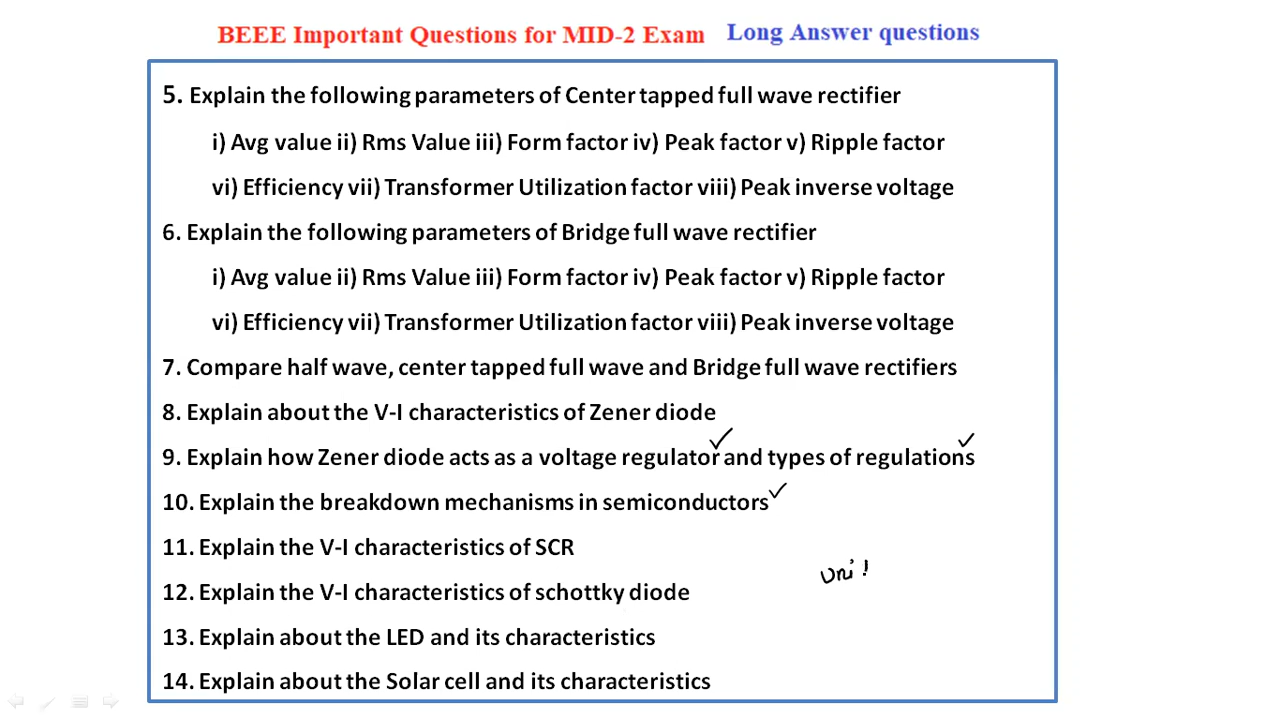 BEEE Important Questions for MID-2 Exam Long Answer questions
5. Explain the following parameters of Center tapped full wave rectifier
i) Avg value ii) Rms Value iii) Form factor iv) Peak factor v) Ripple factor
vi) Efficiency vii) Transformer Utilization factor viii) Peak inverse voltage
6. Explain the following parameters of Bridge full wave rectifier
i) Avg value ii) Rms Value iii) Form factor iv) Peak factor v) Ripple factor
vi) Efficiency vii) Transformer Utilization factor viii) Peak inverse voltage
7. Compare half wave, center tapped full wave and Bridge full wave rectifiers
8. Explain about the V-I characteristics of Zener diode
9. Explain how Zener diode acts as a voltage regulator and types of regulations
10. Explain the breakdown mechanisms in semiconductors
11. Explain the V-I characteristics of SCR
12. Explain the V-I characteristics of schottky diode
13. Explain about the LED and its characteristics
14. Explain about the Solar cell and its characteristics